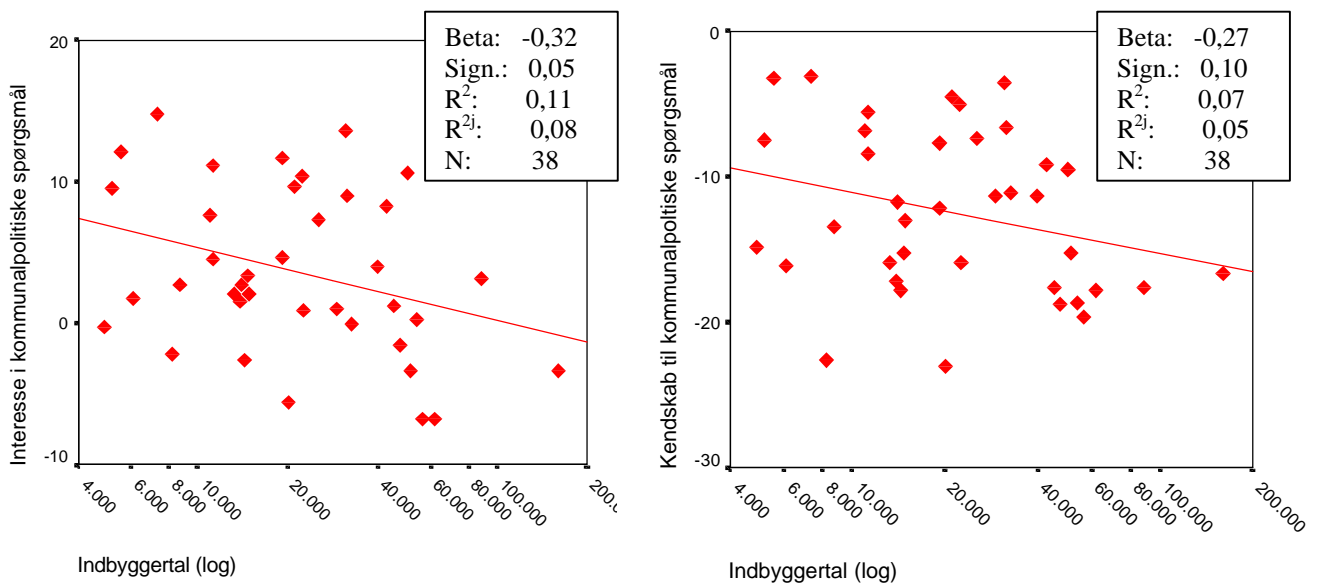 Beta: -0,32
Sign.: 0,05
R²: 0,11
R²ʲ: 0,08
N: 38
Interesse i kommunalpolitiske spørgsmål
20
10
0
-10
4.000 6.000 8.000 10.000 20.000 40.000 60.000 80.000 100.000 200.0
Indbyggertal (log)
Beta: -0,27
Sign.: 0,10
R²: 0,07
R²ʲ: 0,05
N: 38
Kendskab til kommunalpoltiske spørgsmål
0
-10
-20
-30
4.000 6.000 8.000 10.000 20.000 40.000 60.000 80.000 100.000 200.000
Indbyggertal (log)